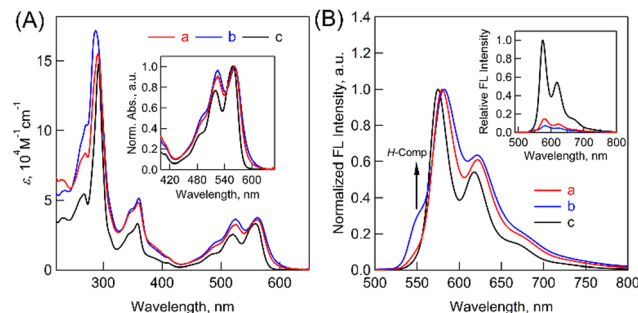 (A)
a b c
ε, 10⁴M⁻¹cm⁻¹
15
10
5
0
300 400 500 600
Wavelength, nm
Norm. Abs., a.u.
1.0
0.8
0.6
0.4
0.2
0.0
420 480 540 600
Wavelength, nm
(B)
Normalized FL Intensity, a.u.
1.4
1.2
1.0
0.8
0.6
0.4
0.2
0.0
500 550 600 650 700 750 800
Wavelength, nm
H-Comp
a
b
c
Relative FL Intensity
1.0
0.8
0.6
0.4
0.2
0.0
500 600 700 800
Wavelength, nm